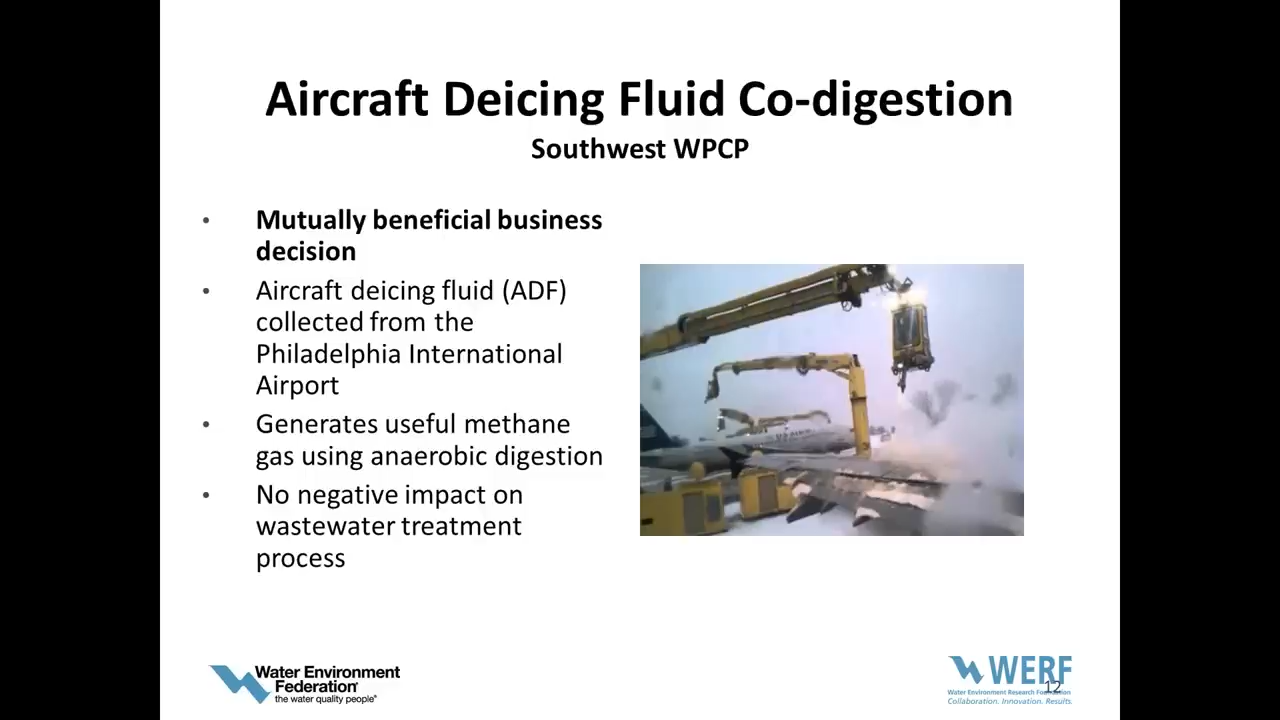 Aircraft Deicing Fluid Co-digestion
Southwest WPCP
• Mutually beneficial business
decision
• Aircraft deicing fluid (ADF)
collected from the
Philadelphia International
Airport
• Generates useful methane
gas using anaerobic digestion
• No negative impact on
wastewater treatment
process
Water Environment
Federation
the water quality people
WERF
Water Environment Research Foundation
Collaboration. Innovation. Results.
12